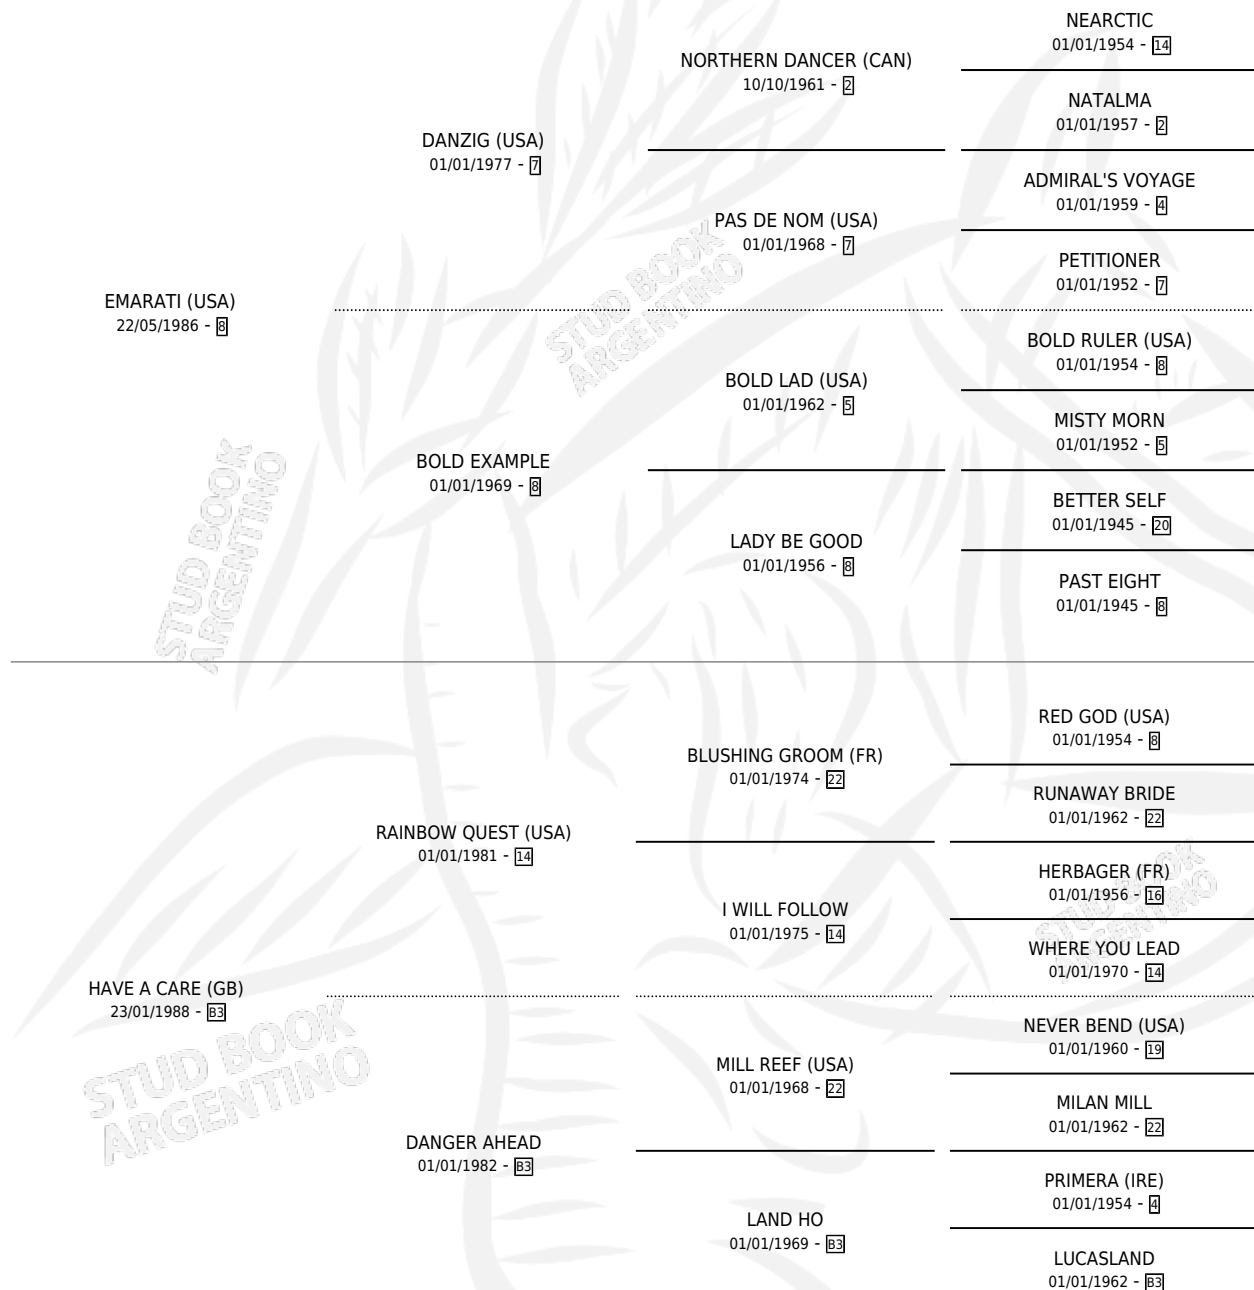 NEARCTIC
01/01/1954 - 14
NORTHERN DANCER (CAN)
10/10/1961 - 2
NATALMA
01/01/1957 - 2
DANZIG (USA)
01/01/1977 - 7
ADMIRAL'S VOYAGE
01/01/1959 - 4
PAS DE NOM (USA)
01/01/1968 - 7
PETITIONER
01/01/1952 - 7
EMARATI (USA)
22/05/1986 - 8
BOLD RULER (USA)
01/01/1954 - 8
BOLD LAD (USA)
01/01/1962 - 5
MISTY MORN
01/01/1952 - 5
BOLD EXAMPLE
01/01/1969 - 8
BETTER SELF
01/01/1945 - 20
LADY BE GOOD
01/01/1956 - 8
PAST EIGHT
01/01/1945 - 8
RED GOD (USA)
01/01/1954 - 8
BLUSHING GROOM (FR)
01/01/1974 - 22
RUNAWAY BRIDE
01/01/1962 - 22
RAINBOW QUEST (USA)
01/01/1981 - 14
HERBAGER (FR)
01/01/1956 - 16
I WILL FOLLOW
01/01/1975 - 14
WHERE YOU LEAD
01/01/1970 - 14
HAVE A CARE (GB)
23/01/1988 - B3
NEVER BEND (USA)
01/01/1960 - 19
MILL REEF (USA)
01/01/1968 - 22
MILAN MILL
01/01/1962 - 22
DANGER AHEAD
01/01/1982 - B3
PRIMERA (IRE)
01/01/1954 - 4
LAND HO
01/01/1969 - B3
LUCASLAND
01/01/1962 - B3
STUD BOOK
ARGENTINO
STUD BOOK
ARGENTINO
STUD BOOK
ARGENTINO
STUD BOOK
ARGENTINO